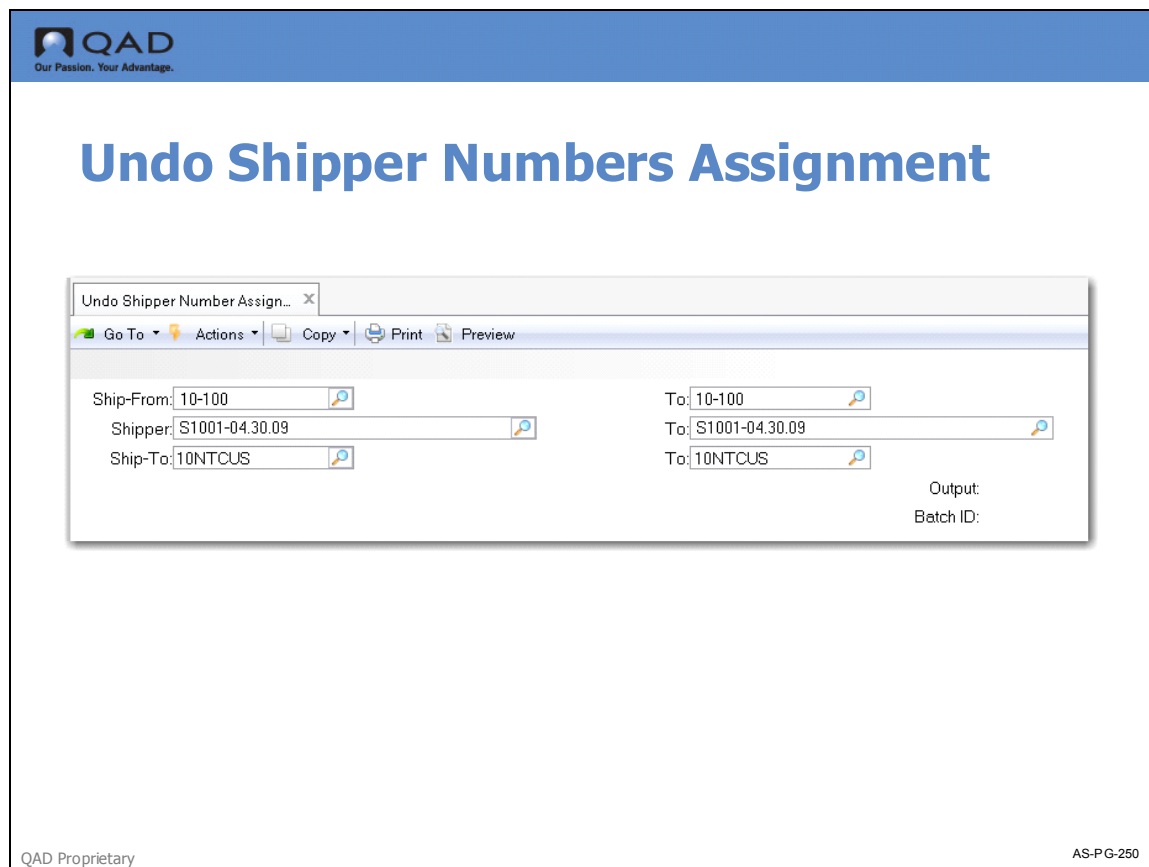 QAD
Our Passion. Your Advantage.
Undo Shipper Numbers Assignment
Undo Shipper Number Assign...
Go To Actions Copy Print Preview
Ship-From: 10-100 To: 10-100
Shipper: S1001-04.30.09 To: S1001-04.30.09
Ship-To: 10NTCUS To: 10NTCUS
Output:
Batch ID:
QAD Proprietary AS-PG-250